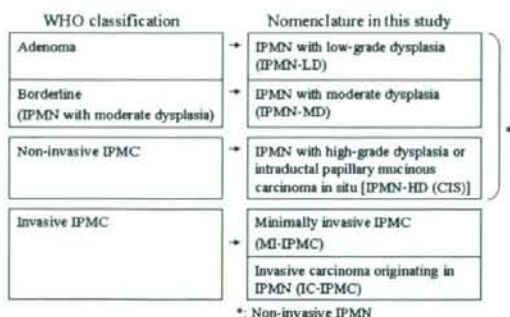 WHO classification
Nomenclature in this study
Adenoma
IPMN with low-grade dysplasia
(IPMN-LD)
Borderline
(IPMN with moderate dysplasia)
IPMN with moderate dysplasia
(IPMN-MD)
Non-invasive IPMC
IPMN with high-grade dysplasia or
intraductal papillary mucinous
carcinoma in situ [IPMN-HD (CIS)]
*
Invasive IPMC
Minimally invasive IPMC
(MI-IPMC)
Invasive carcinoma originating in
IPMN (IC-IPMC)
*: Non-invasive IPMN